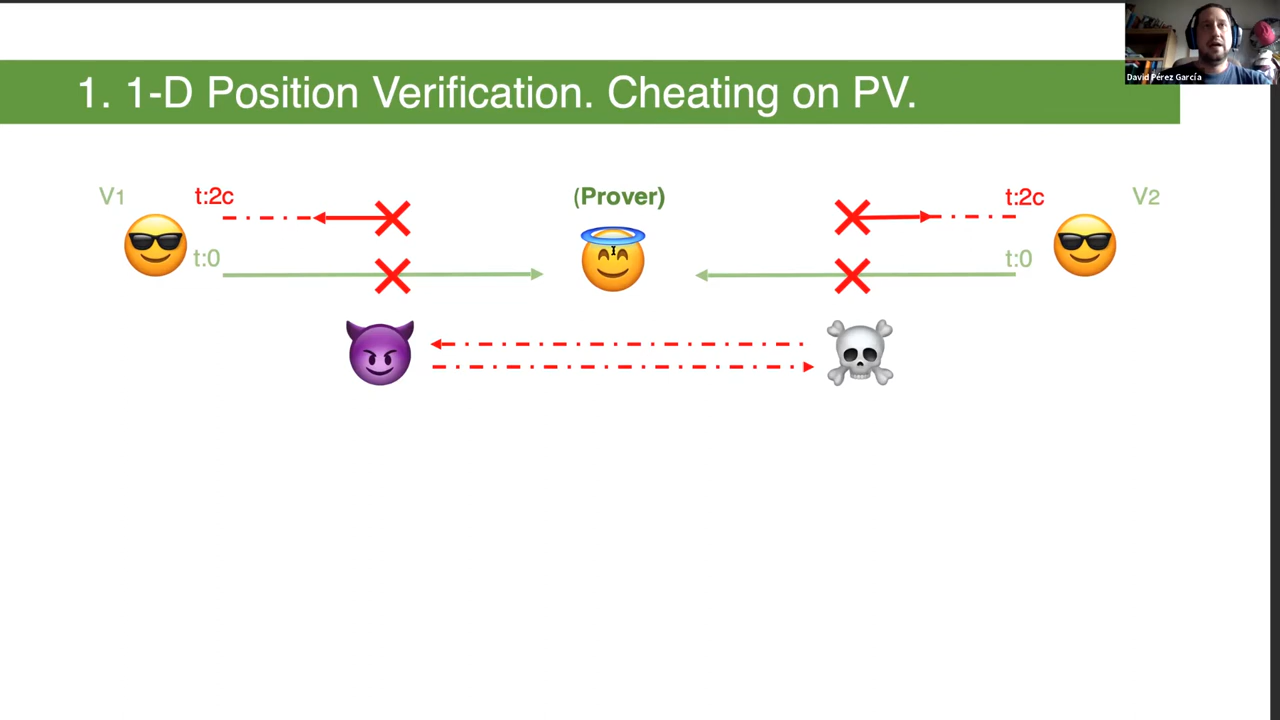 David Pérez García
1. 1-D Position Verification. Cheating on PV.
V1 t:2c (Prover) t:2c V2
t:0 t:0